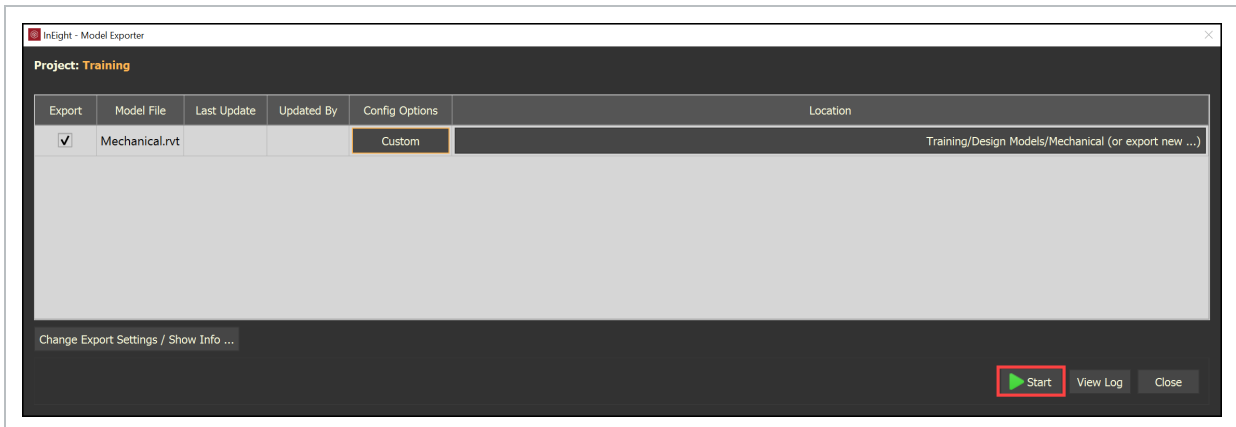 InEight - Model Exporter
Project: Training
Export Model File Last Update Updated By Config Options Location
Mechanical.rvt Custom Training/Design Models/Mechanical (or export new ...)
Change Export Settings / Show Info ...
Start View Log Close